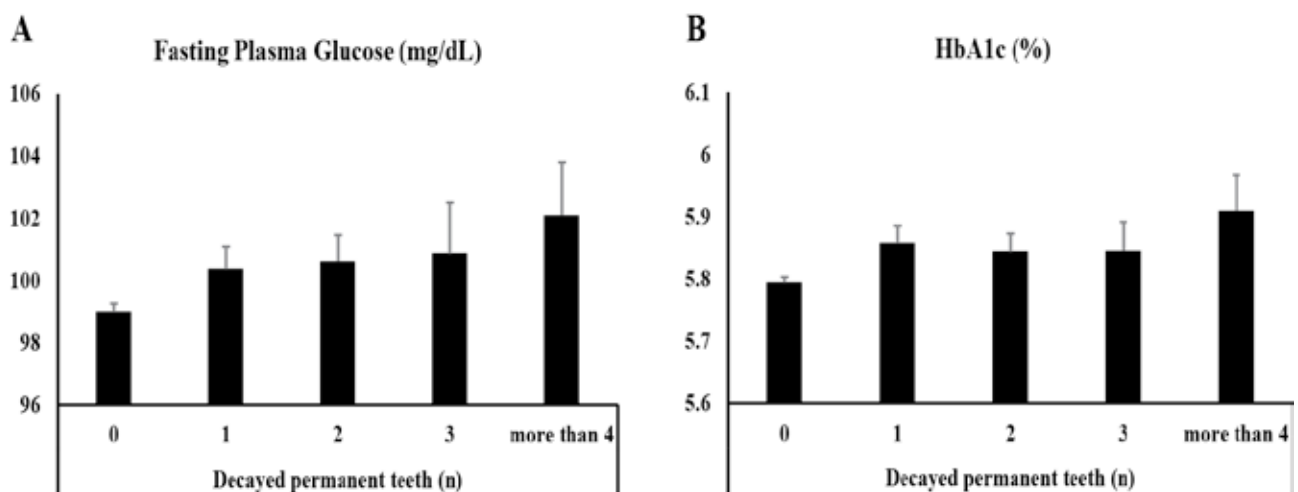 A
Fasting Plasma Glucose (mg/dL)
106
104
102
100
98
96
0 1 2 3 more than 4
Decayed permanent teeth (n)
B
HbA1c (%)
6.1
6
5.9
5.8
5.7
5.6
0 1 2 3 more than 4
Decayed permanent teeth (n)